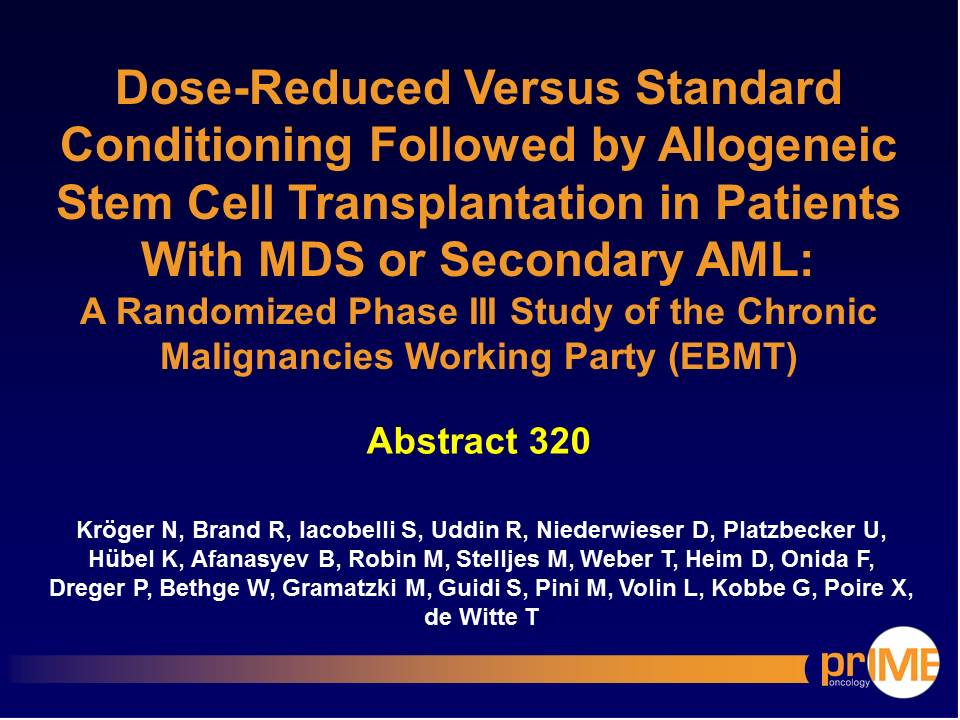 Dose-Reduced Versus Standard
Conditioning Followed by Allogeneic
Stem Cell Transplantation in Patients
With MDS or Secondary AML:
A Randomized Phase III Study of the Chronic
Malignancies Working Party (EBMT)
Abstract 320
Kröger N, Brand R, Iacobelli S, Uddin R, Niederwieser D, Platzbecker U,
Hübel K, Afanasyev B, Robin M, Stelljes M, Weber T, Heim D, Onida F,
Dreger P, Bethge W, Gramatzki M, Guidi S, Pini M, Volin L, Kobbe G, Poire X,
de Witte T
prIME
oncology